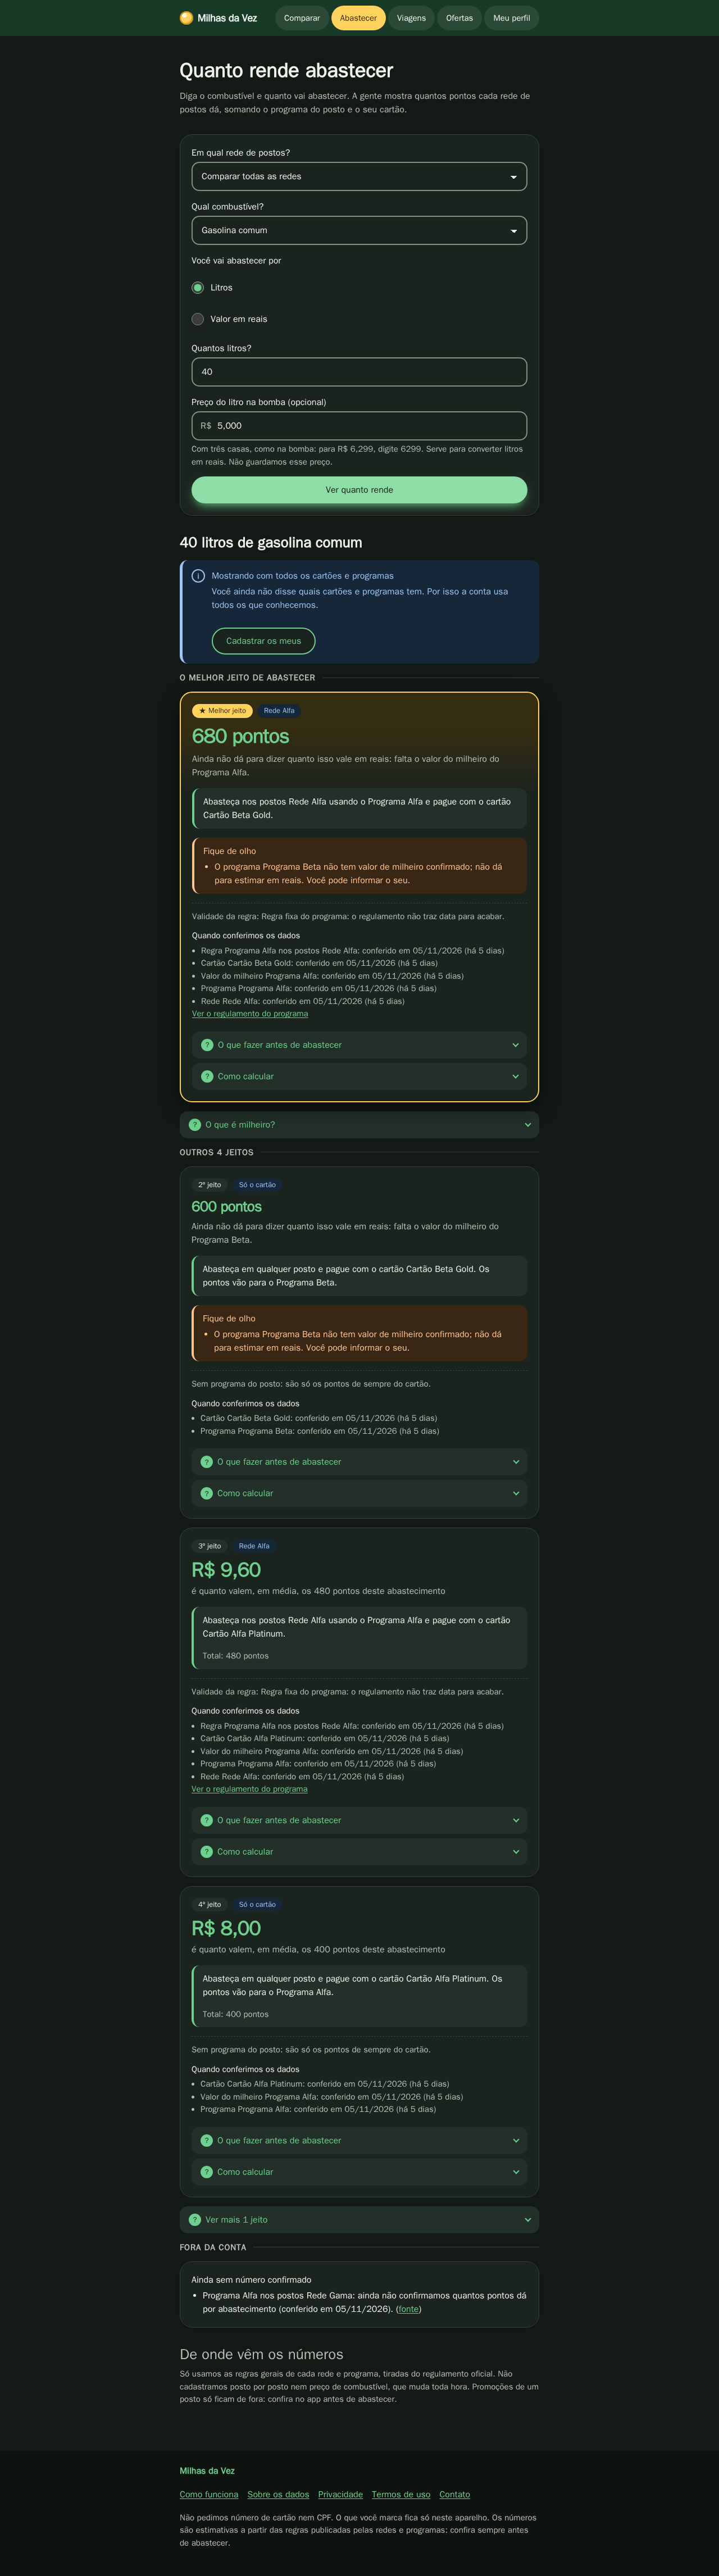 Milhas da Vez
Comparar
Abastecer
Viagens
Ofertas
Meu perfil
Quanto rende abastecer
Diga o combustível e quanto vai abastecer. A gente mostra quantos pontos cada rede de
postos dá, somando o programa do posto e o seu cartão.
Em qual rede de postos?
Comparar todas as redes
Qual combustível?
Gasolina comum
Você vai abastecer por
Litros
Valor em reais
Quantos litros?
40
Preço do litro na bomba (opcional)
R$ 5,000
Com três casas, como na bomba: para R$ 6,299, digite 6299. Serve para converter litros
em reais. Não guardamos esse preço.
Ver quanto rende
40 litros de gasolina comum
Mostrando com todos os cartões e programas
Você ainda não disse quais cartões e programas tem. Por isso a conta usa
todos os que conhecemos.
Cadastrar os meus
O MELHOR JEITO DE ABASTECER
★ Melhor jeito
Rede Alfa
680 pontos
Ainda não dá para dizer quanto isso vale em reais: falta o valor do milheiro do
Programa Alfa.
Abasteça nos postos Rede Alfa usando o Programa Alfa e pague com o cartão
Cartão Beta Gold.
Fique de olho
• O programa Programa Beta não tem valor de milheiro confirmado; não dá
para estimar em reais. Você pode informar o seu.
Validade da regra: Regra fixa do programa: o regulamento não traz data para acabar.
Quando conferimos os dados
• Regra Programa Alfa nos postos Rede Alfa: conferido em 05/11/2026 (há 5 dias)
• Cartão Cartão Beta Gold: conferido em 05/11/2026 (há 5 dias)
• Valor do milheiro Programa Alfa: conferido em 05/11/2026 (há 5 dias)
• Programa Programa Alfa: conferido em 05/11/2026 (há 5 dias)
• Rede Rede Alfa: conferido em 05/11/2026 (há 5 dias)
Ver o regulamento do programa
? O que fazer antes de abastecer
? Como calcular
? O que é milheiro?
OUTROS 4 JEITOS
2º jeito
Só o cartão
600 pontos
Ainda não dá para dizer quanto isso vale em reais: falta o valor do milheiro do
Programa Beta.
Abasteça em qualquer posto e pague com o cartão Cartão Beta Gold. Os
pontos vão para o Programa Beta.
Fique de olho
• O programa Programa Beta não tem valor de milheiro confirmado; não dá
para estimar em reais. Você pode informar o seu.
Sem programa do posto: são só os pontos de sempre do cartão.
Quando conferimos os dados
• Cartão Cartão Beta Gold: conferido em 05/11/2026 (há 5 dias)
• Programa Programa Beta: conferido em 05/11/2026 (há 5 dias)
? O que fazer antes de abastecer
? Como calcular
3º jeito
Rede Alfa
R$ 9,60
é quanto valem, em média, os 480 pontos deste abastecimento
Abasteça nos postos Rede Alfa usando o Programa Alfa e pague com o cartão
Cartão Alfa Platinum.
Total: 480 pontos
Validade da regra: Regra fixa do programa: o regulamento não traz data para acabar.
Quando conferimos os dados
• Regra Programa Alfa nos postos Rede Alfa: conferido em 05/11/2026 (há 5 dias)
• Cartão Cartão Alfa Platinum: conferido em 05/11/2026 (há 5 dias)
• Valor do milheiro Programa Alfa: conferido em 05/11/2026 (há 5 dias)
• Programa Programa Alfa: conferido em 05/11/2026 (há 5 dias)
• Rede Rede Alfa: conferido em 05/11/2026 (há 5 dias)
Ver o regulamento do programa
? O que fazer antes de abastecer
? Como calcular
4º jeito
Só o cartão
R$ 8,00
é quanto valem, em média, os 400 pontos deste abastecimento
Abasteça em qualquer posto e pague com o cartão Cartão Alfa Platinum. Os
pontos vão para o Programa Alfa.
Total: 400 pontos
Sem programa do posto: são só os pontos de sempre do cartão.
Quando conferimos os dados
• Cartão Cartão Alfa Platinum: conferido em 05/11/2026 (há 5 dias)
• Valor do milheiro Programa Alfa: conferido em 05/11/2026 (há 5 dias)
• Programa Programa Alfa: conferido em 05/11/2026 (há 5 dias)
? O que fazer antes de abastecer
? Como calcular
? Ver mais 1 jeito
FORA DA CONTA
Ainda sem número confirmado
• Programa Alfa nos postos Rede Gama: ainda não confirmamos quantos pontos dá
por abastecimento (conferido em 05/11/2026). (fonte)
De onde vêm os números
Só usamos as regras gerais de cada rede e programa, tiradas do regulamento oficial. Não
cadastramos posto por posto nem preço de combustível, que muda toda hora. Promoções de um
posto só ficam de fora: confira no app antes de abastecer.
Milhas da Vez
Como funciona
Sobre os dados
Privacidade
Termos de uso
Contato
Não pedimos número de cartão nem CPF. O que você marca fica só neste aparelho. Os números
são estimativas a partir das regras publicadas pelas redes e programas: confira sempre antes
de abastecer.